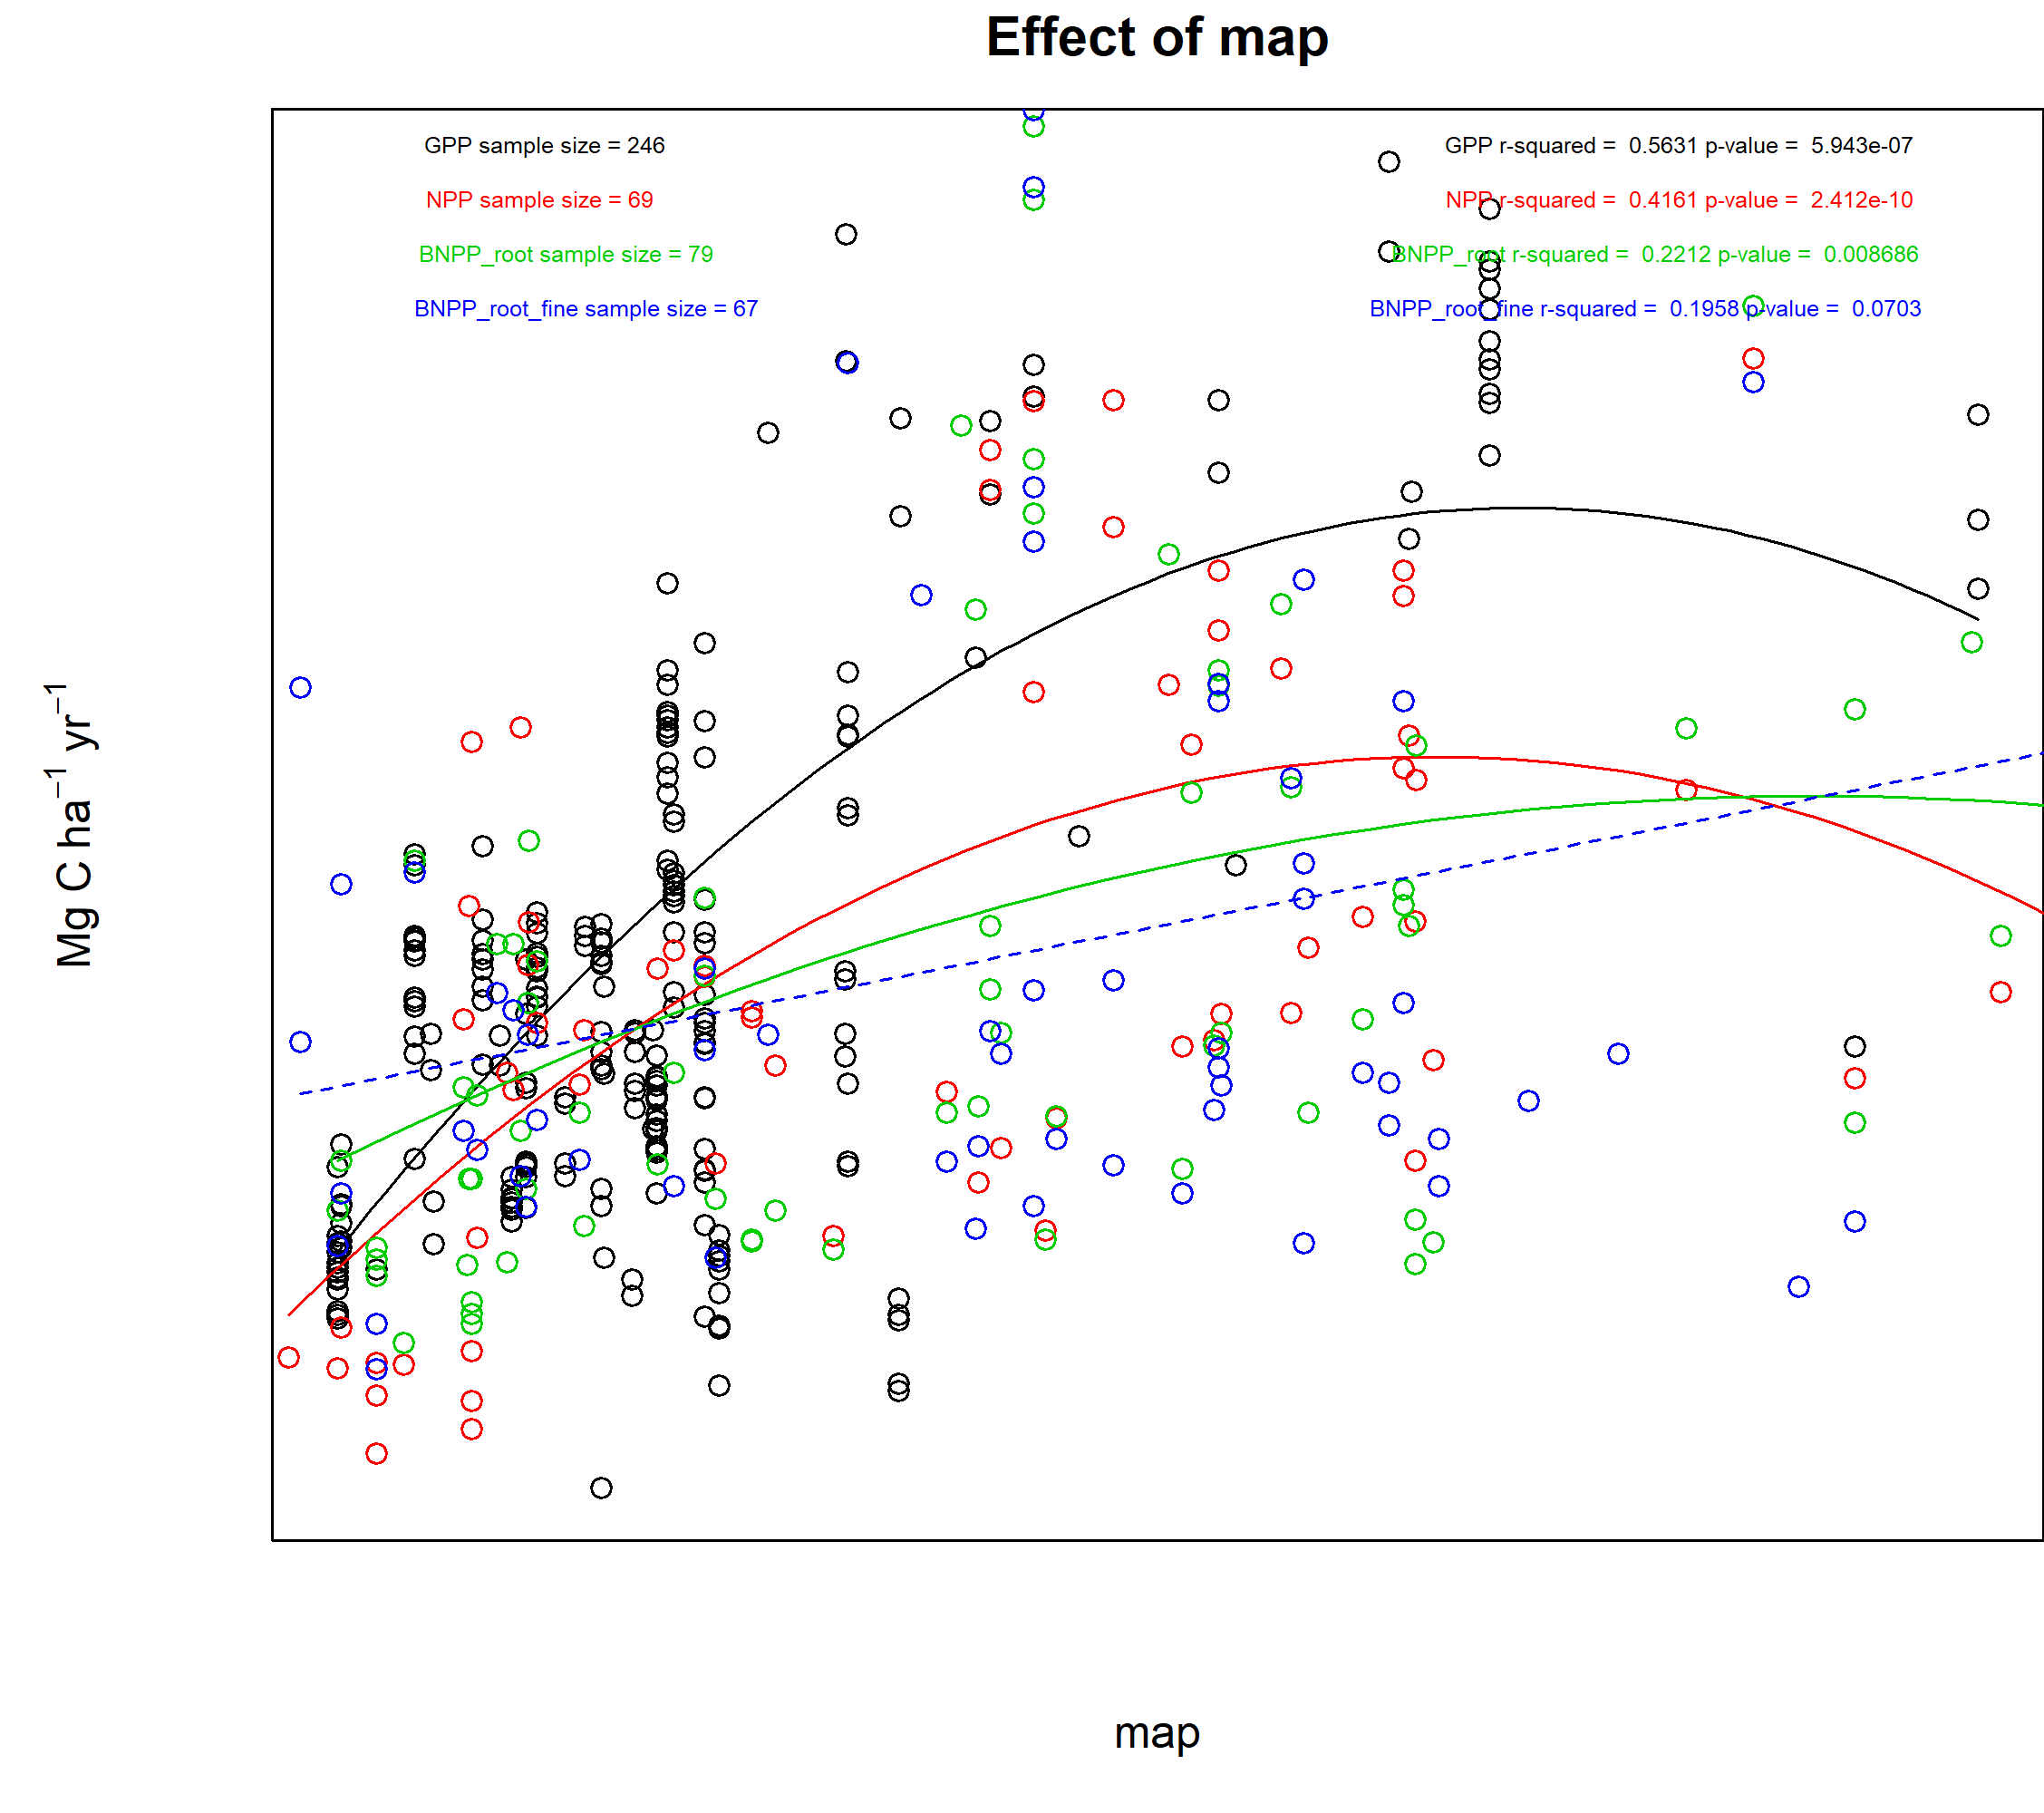 Effect of map
GPP sample size = 246
NPP sample size = 69
BNPP_root sample size = 79
BNPP_root_fine sample size = 67
GPP r-squared = 0.5631 p-value = 5.943e-07
NPP r-squared = 0.4161 p-value = 2.412e-10
BNPP_root r-squared = 0.2212 p-value = 0.008686
BNPP_root_fine r-squared = 0.1958 p-value = 0.0703
Mg C ha⁻¹ yr⁻¹
map